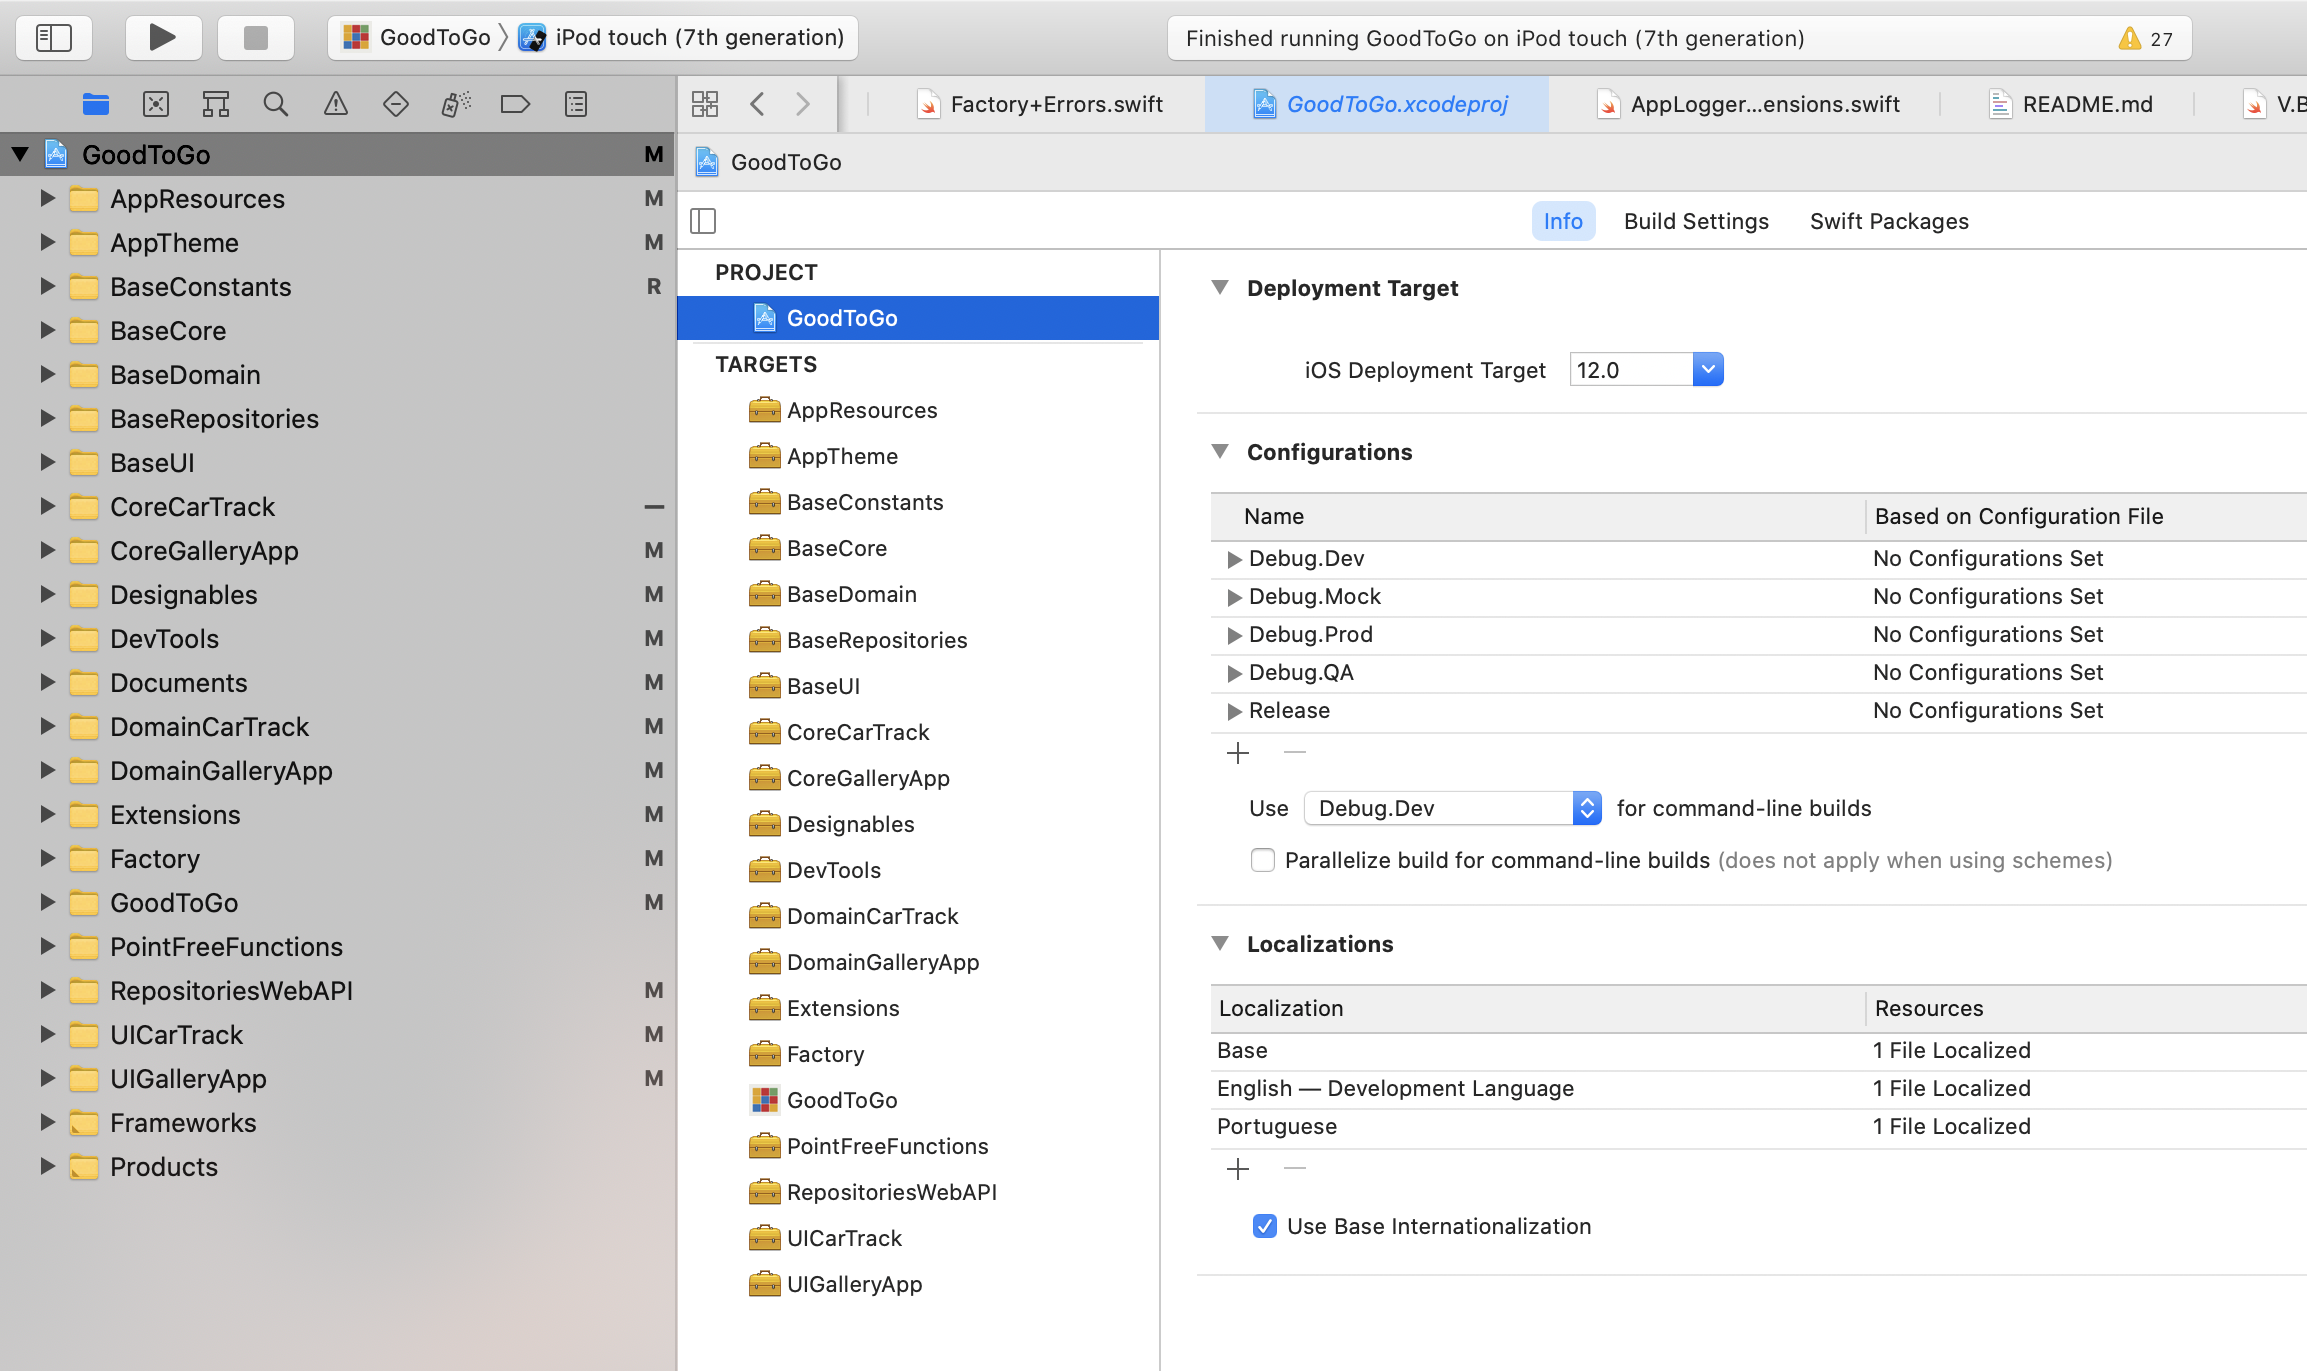 GoodToGo 〉 iPod touch (7th generation)
Finished running GoodToGo on iPod touch (7th generation)
27
Factory+Errors.swift
GoodToGo.xcodeproj
AppLogger...ensions.swift
README.md
V.B
GoodToGo M
AppResources M
AppTheme M
BaseConstants R
BaseCore
BaseDomain
BaseRepositories
BaseUI
CoreCarTrack —
CoreGalleryApp M
Designables M
DevTools M
Documents M
DomainCarTrack M
DomainGalleryApp M
Extensions M
Factory M
GoodToGo M
PointFreeFunctions
RepositoriesWebAPI M
UICarTrack M
UIGalleryApp M
Frameworks
Products
GoodToGo
Info Build Settings Swift Packages
PROJECT
GoodToGo
TARGETS
AppResources
AppTheme
BaseConstants
BaseCore
BaseDomain
BaseRepositories
BaseUI
CoreCarTrack
CoreGalleryApp
Designables
DevTools
DomainCarTrack
DomainGalleryApp
Extensions
Factory
GoodToGo
PointFreeFunctions
RepositoriesWebAPI
UICarTrack
UIGalleryApp
Deployment Target
iOS Deployment Target 12.0
Configurations
Name Based on Configuration File
Debug.Dev No Configurations Set
Debug.Mock No Configurations Set
Debug.Prod No Configurations Set
Debug.QA No Configurations Set
Release No Configurations Set
Use Debug.Dev for command-line builds
Parallelize build for command-line builds (does not apply when using schemes)
Localizations
Localization Resources
Base 1 File Localized
English — Development Language 1 File Localized
Portuguese 1 File Localized
Use Base Internationalization